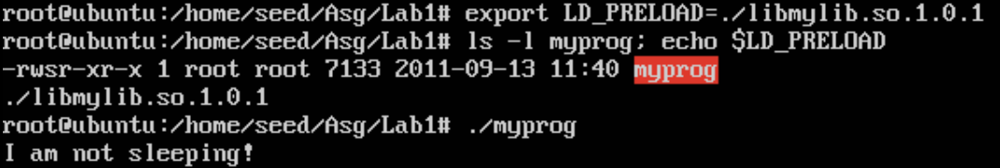 root@ubuntu:/home/seed/Asg/Lab1# export LD_PRELOAD=./libmylib.so.1.0.1
root@ubuntu:/home/seed/Asg/Lab1# ls -l myprog; echo $LD_PRELOAD
-rwsr-xr-x 1 root root 7133 2011-09-13 11:40 myprog
./libmylib.so.1.0.1
root@ubuntu:/home/seed/Asg/Lab1# ./myprog
I am not sleeping!